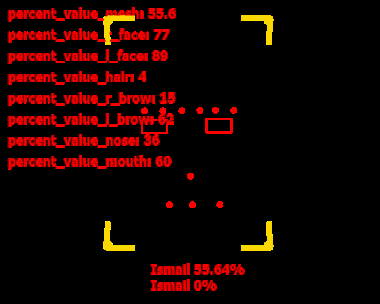 percent_value_mesh: 55.6
percent_value_r_face: 77
percent_value_l_face: 89
percent_value_hair: 4
percent_value_r_brow: 15
percent_value_l_brow: 62
percent_value_nose: 36
percent_value_mouth: 60
Ismail 55.64%
Ismail 0%